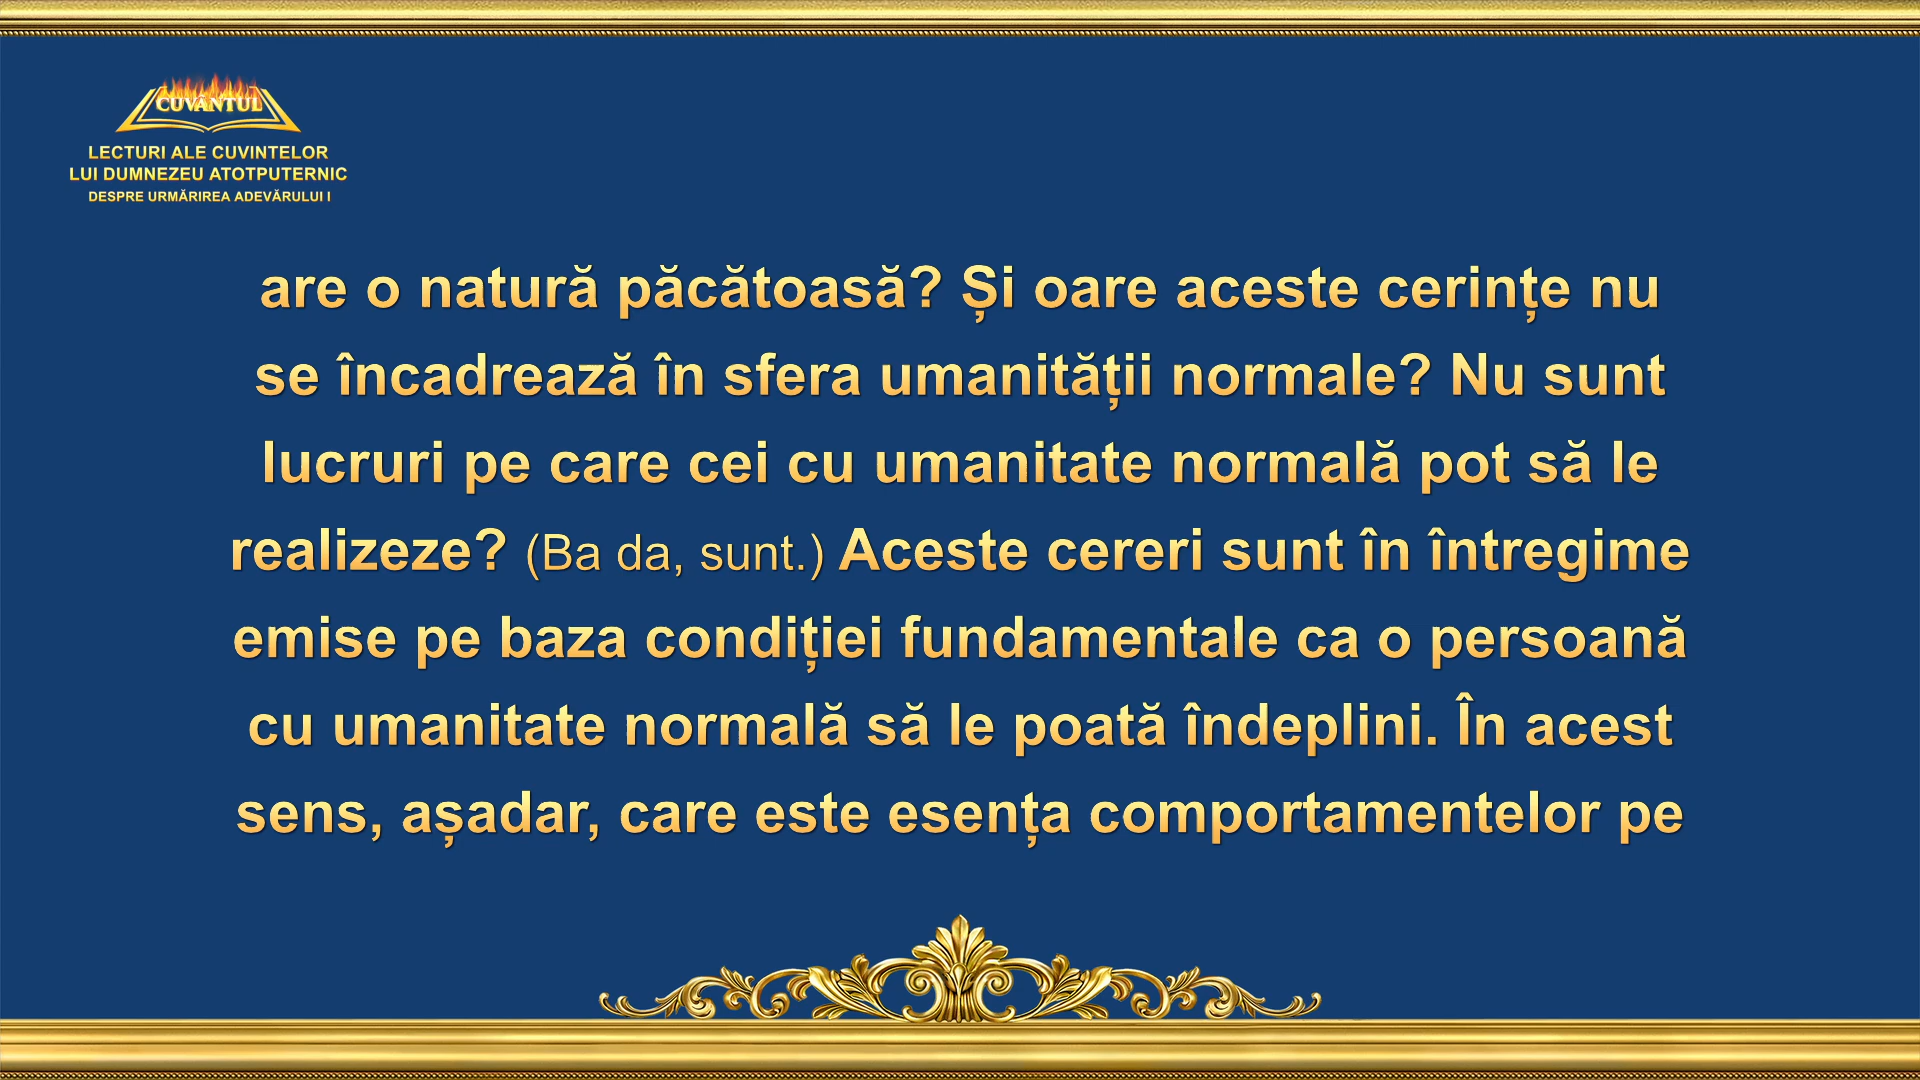 CUVÂNTUL
LECTURI ALE CUVINTELOR
LUI DUMNEZEU ATOTPUTERNIC
DESPRE URMĂRIREA ADEVĂRULUI I
are o natură păcătoasă? Și oare aceste cerințe nu
se încadrează în sfera umanității normale? Nu sunt
lucruri pe care cei cu umanitate normală pot să le
realizeze? (Ba da, sunt.) Aceste cereri sunt în întregime
emise pe baza condiției fundamentale ca o persoană
cu umanitate normală să le poată îndeplini. În acest
sens, așadar, care este esența comportamentelor pe